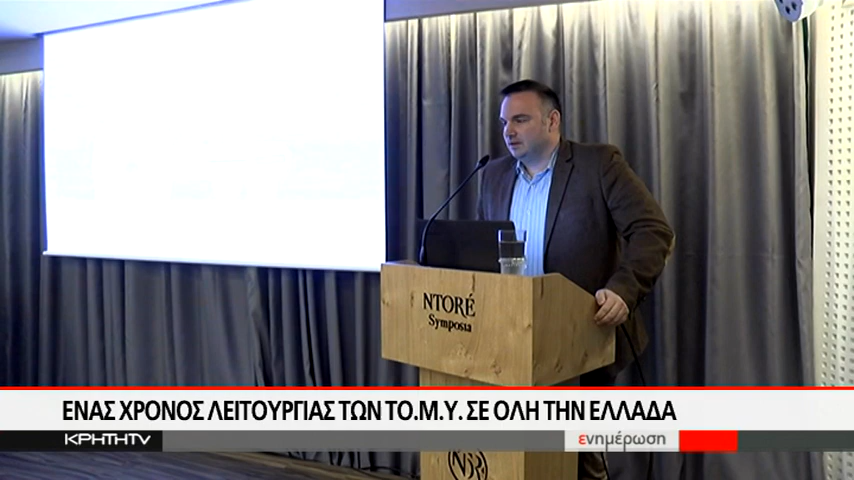 NTORÉ
Symposia
ΕΝΑΣ ΧΡΟΝΟΣ ΛΕΙΤΟΥΡΓΙΑΣ ΤΩΝ ΤΟ.Μ.Υ. ΣΕ ΟΛΗ ΤΗΝ ΕΛΛΑΔΑ
ΚΡΗΤΗTV
ενημέρωση